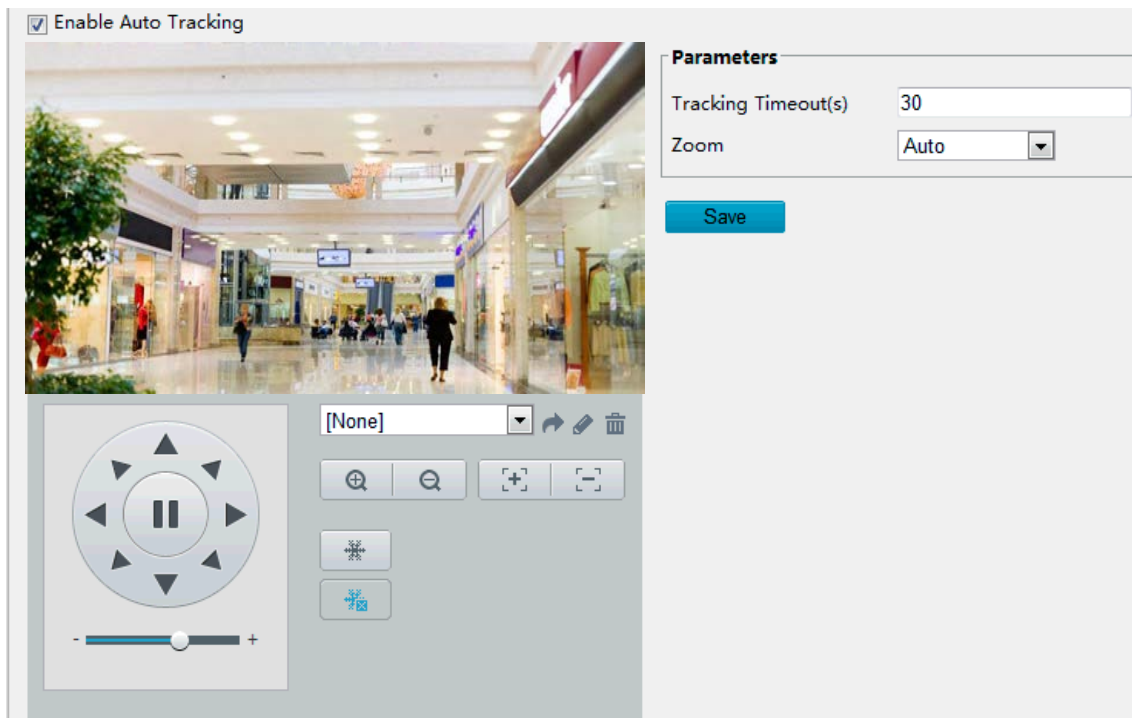 Enable Auto Tracking
Parameters
Tracking Timeout(s) 30
Zoom Auto
Save
[None]
- +